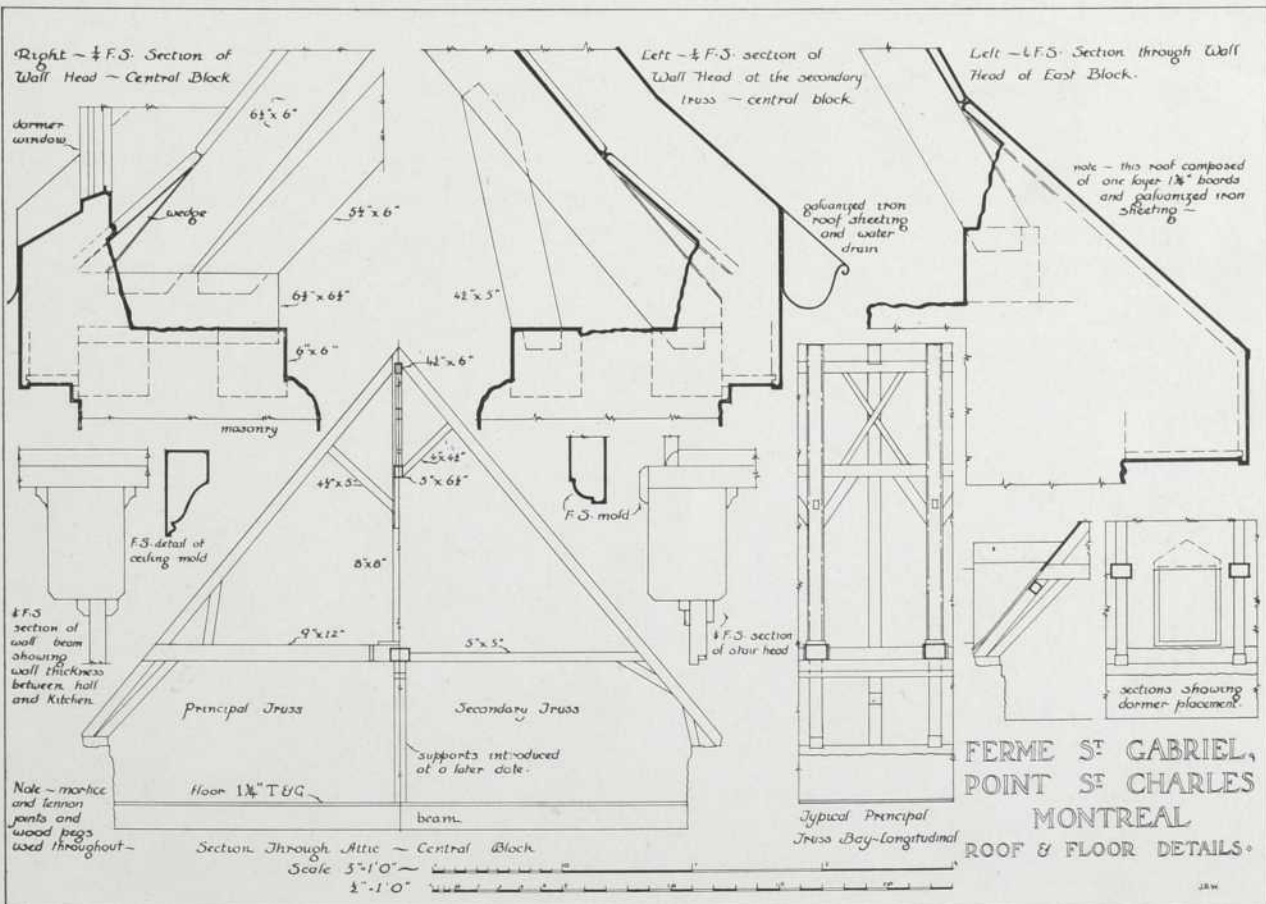 Right ~ ¼ F.S. Section of
Wall Head ~ Central Block
Left ~ ¼ F.S. section of
Wall Head at the secondary
truss ~ central block
Left ~ ¼ F.S. Section through Wall
Head of East Block.
dormer
window
6½" x 6"
wedge
5½" x 6"
6½" x 6½"
6" x 6"
masonry
4½" x 5"
galvanized iron
roof sheeting
and water
drain
note ~ this roof composed
of one layer 1¼" boards
and galvanized iron
sheeting ~
4½" x 6"
4" x 4½"
5" x 6½"
4½" x 5"
8" x 8"
9" x 12"
5" x 5"
F.S. detail of
ceiling mold
F.S. mold
¼ F.S. section
of stair head
¼ F.S
section of
wall beam
showing
wall thickness
between hall
and Kitchen
Principal Truss
Secondary Truss
supports introduced
at a later date.
floor 1¼" T & G
beam
Note ~ mortice
and tennon
joints and
wood pegs
used throughout ~
Section Through Attic ~ Central Block
Scale 3"=1'0" ~
½"=1'0"
Typical Principal
Truss Bay ~ Longitudinal
sections showing
dormer placement.
FERME ST GABRIEL,
POINT ST CHARLES
MONTREAL
ROOF & FLOOR DETAILS.